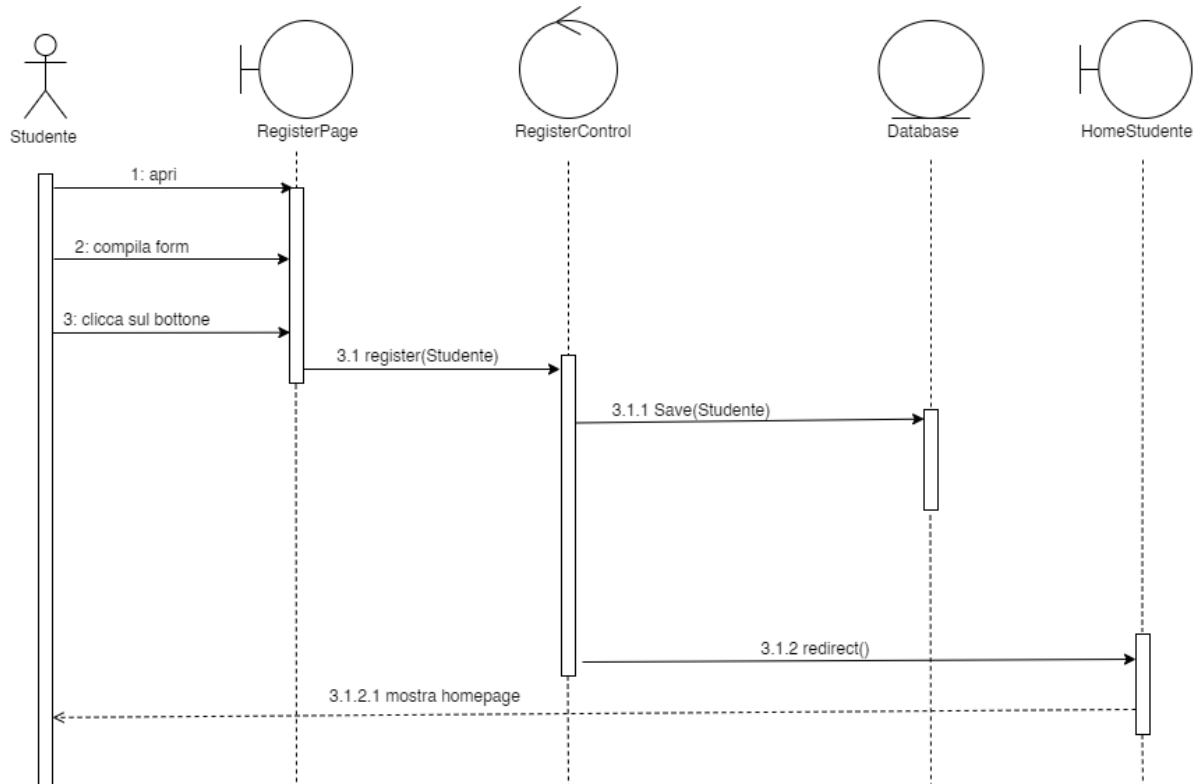 Studente
RegisterPage
RegisterControl
Database
HomeStudente
1: apri
2: compila form
3: clicca sul bottone
3.1 register(Studente)
3.1.1 Save(Studente)
3.1.2 redirect()
3.1.2.1 mostra homepage